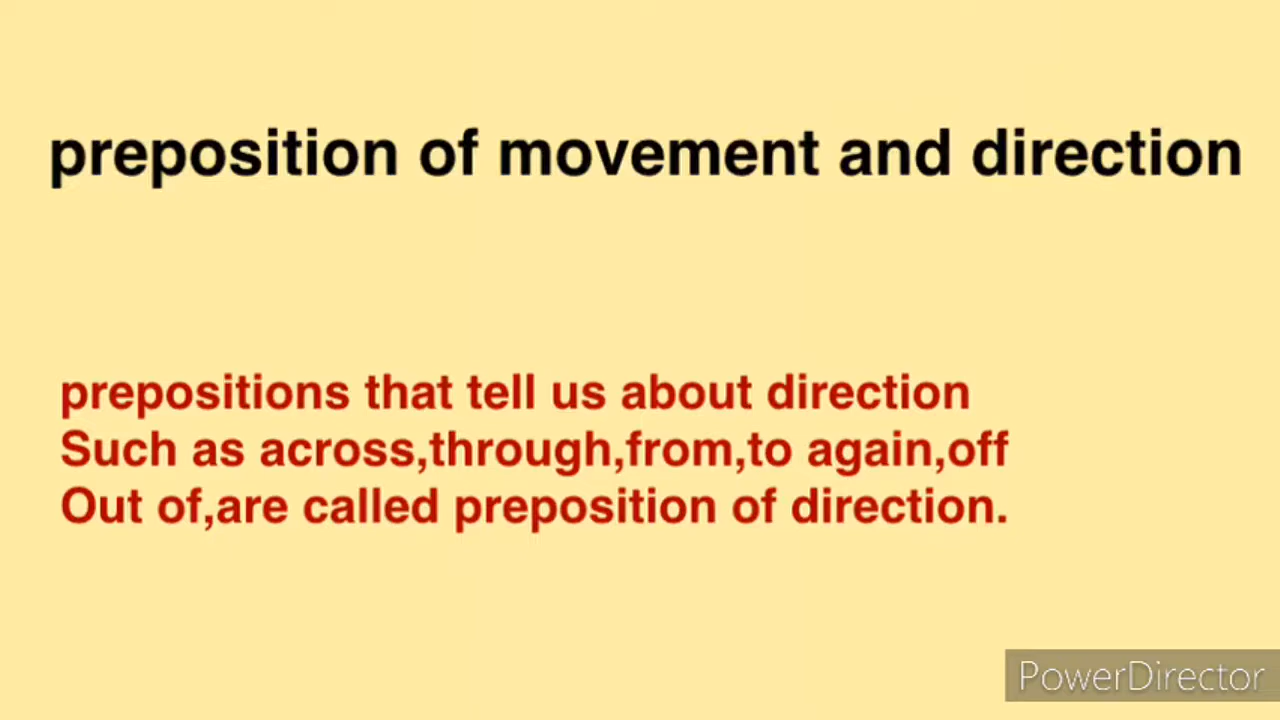 preposition of movement and direction
prepositions that tell us about direction
Such as across,through,from,to again,off
Out of,are called preposition of direction.
PowerDirector